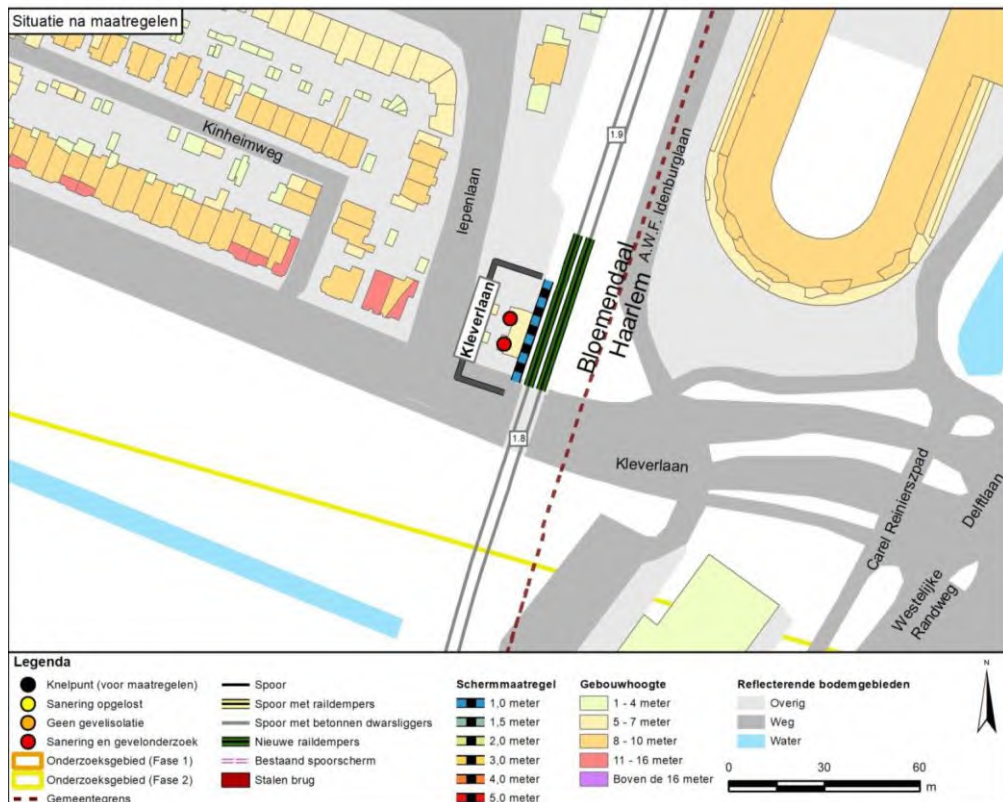 Situatie na maatregelen
Kinheimweg
Iepenlaan
1.9
A.W.F. Idenburglaan
Bloemendaal
Haarlem
Kleverlaan
1.8
Kleverlaan
Carel Reinierszpad
Delftlaan
Westelijke
Randweg
Legenda
Knelpunt (voor maatregelen)
Sanering opgelost
Geen gevelisolatie
Sanering en gevelonderzoek
Onderzoeksgebied (Fase 1)
Onderzoeksgebied (Fase 2)
Gemeentegrens
Spoor
Spoor met raildempers
Spoor met betonnen dwarsliggers
Nieuwe raildempers
Bestaand spoorscherm
Stalen brug
Schermmaatregel
1,0 meter
1,5 meter
2,0 meter
3,0 meter
4,0 meter
5,0 meter
Gebouwhoogte
1 - 4 meter
5 - 7 meter
8 - 10 meter
11 - 16 meter
Boven de 16 meter
Reflecterende bodemgebieden
Overig
Weg
Water
N
0 30 60
m